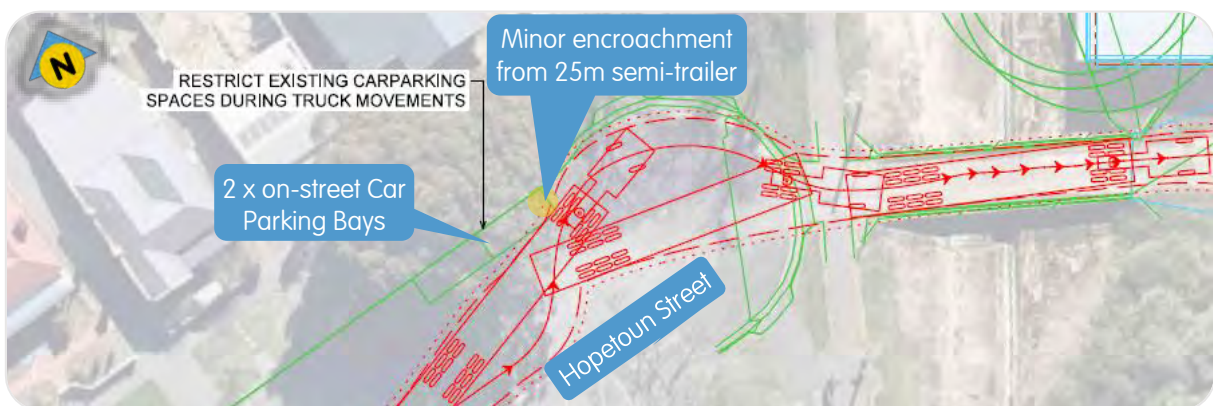 N
Minor encroachment
from 25m semi-trailer
RESTRICT EXISTING CARPARKING
SPACES DURING TRUCK MOVEMENTS
2 x on-street Car
Parking Bays
Hopetoun Street